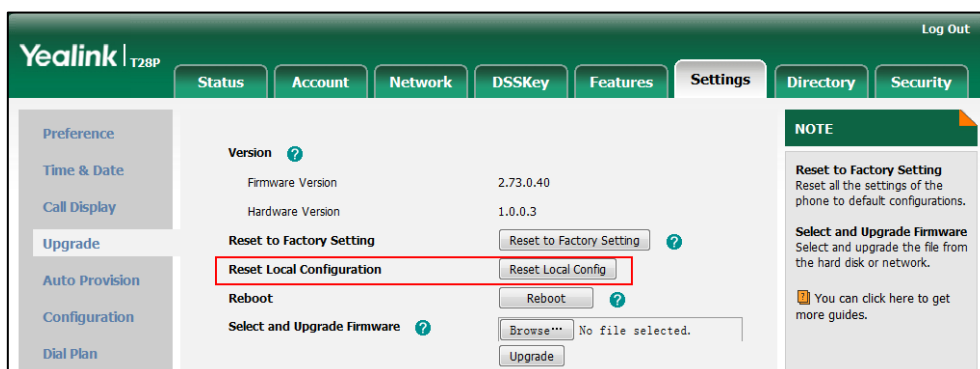 Log Out
Yealink | T28P
Status Account Network DSSKey Features Settings Directory Security
Preference
Time & Date
Call Display
Upgrade
Auto Provision
Configuration
Dial Plan
Version ?
Firmware Version 2.73.0.40
Hardware Version 1.0.0.3
Reset to Factory Setting Reset to Factory Setting ?
Reset Local Configuration Reset Local Config
Reboot Reboot ?
Select and Upgrade Firmware ? Browse... No file selected.
Upgrade
NOTE
Reset to Factory Setting
Reset all the settings of the
phone to default configurations.
Select and Upgrade Firmware
Select and upgrade the file from
the hard disk or network.
? You can click here to get
more guides.